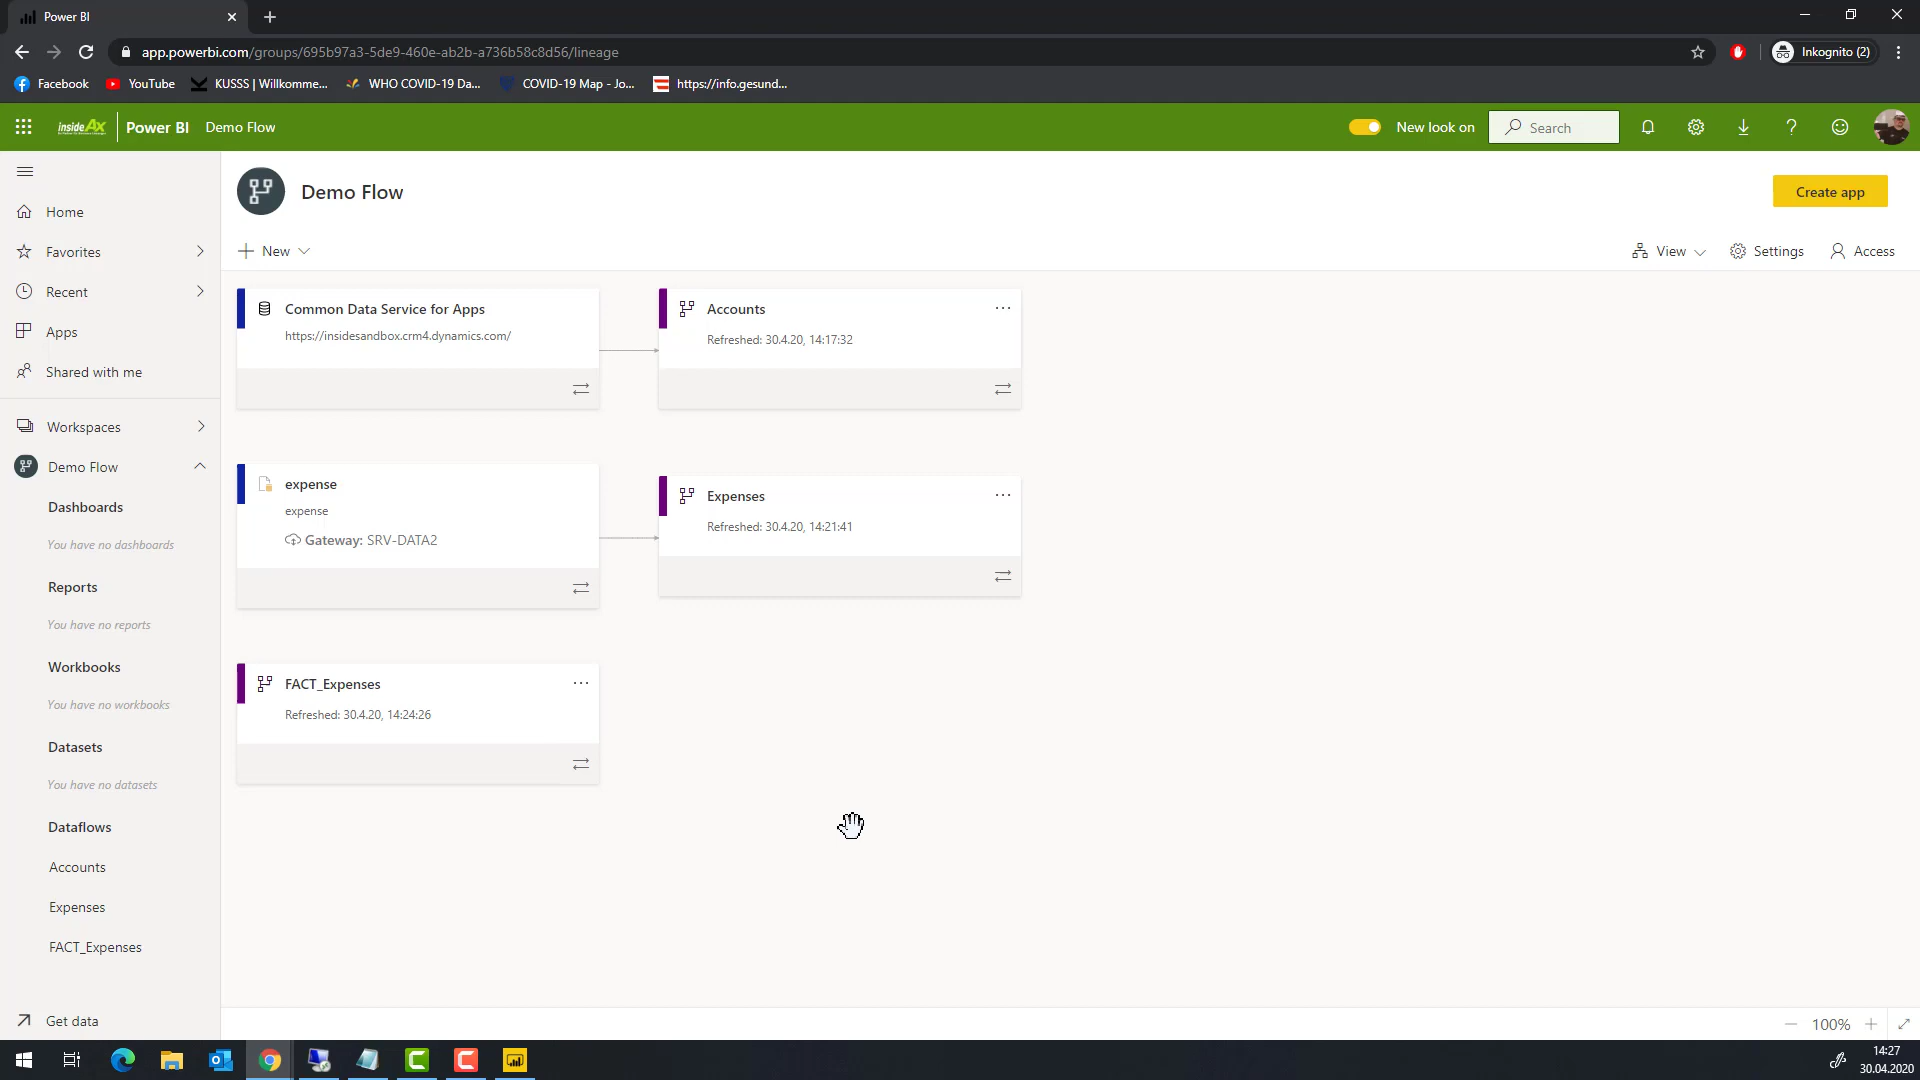 Power BI
app.powerbi.com/groups/695b97a3-5de9-460e-ab2b-a736b58c8d56/lineage
Inkognito (2)
Facebook
YouTube
KUSSS | Willkomme...
WHO COVID-19 Da...
COVID-19 Map - Jo...
https://info.gesund...
insideAx
Power BI
Demo Flow
New look on
Search
Home
Favorites
Recent
Apps
Shared with me
Workspaces
Demo Flow
Dashboards
You have no dashboards
Reports
You have no reports
Workbooks
You have no workbooks
Datasets
You have no datasets
Dataflows
Accounts
Expenses
FACT_Expenses
Get data
Demo Flow
Create app
New
View
Settings
Access
Common Data Service for Apps
https://insidesandbox.crm4.dynamics.com/
Accounts
Refreshed: 30.4.20, 14:17:32
expense
expense
Gateway: SRV-DATA2
Expenses
Refreshed: 30.4.20, 14:21:41
FACT_Expenses
Refreshed: 30.4.20, 14:24:26
100%
14:27
30.04.2020